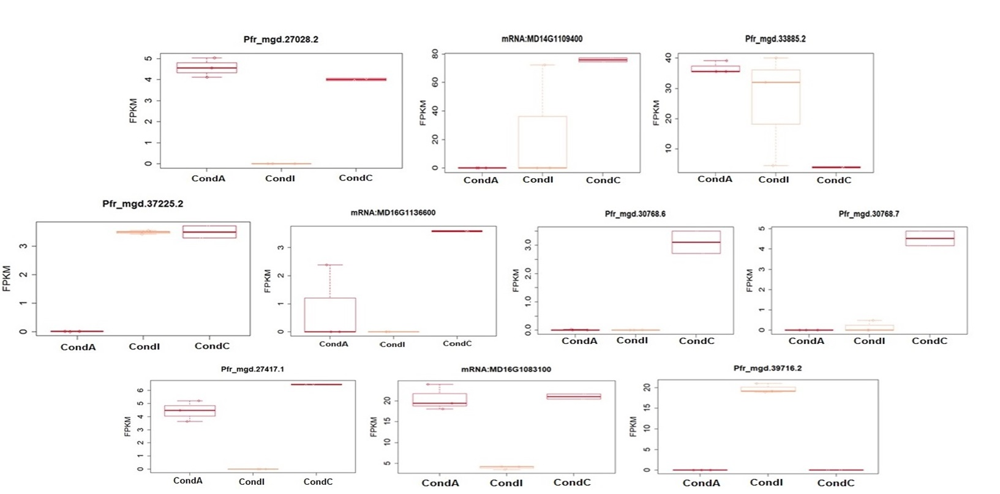 Pfr_mgd.27028.2
FPKM
5
4
3
2
1
0
CondA
CondI
CondC
mRNA:MD14G1109400
FPKM
80
60
40
20
0
CondA
CondI
CondC
Pfr_mgd.33885.2
FPKM
40
30
20
10
CondA
CondI
CondC
Pfr_mgd.37225.2
FPKM
3
2
1
0
CondA
CondI
CondC
mRNA:MD16G1136600
FPKM
3
2
1
0
CondA
CondI
CondC
Pfr_mgd.30768.6
FPKM
3.0
2.0
1.0
0.0
CondA
CondI
CondC
Pfr_mgd.30768.7
FPKM
5
4
3
2
1
0
CondA
CondI
CondC
Pfr_mgd.27417.1
FPKM
6
5
4
3
2
1
0
CondA
CondI
CondC
mRNA:MD16G1083100
FPKM
20
15
10
5
CondA
CondI
CondC
Pfr_mgd.39716.2
FPKM
20
15
10
5
0
CondA
CondI
CondC